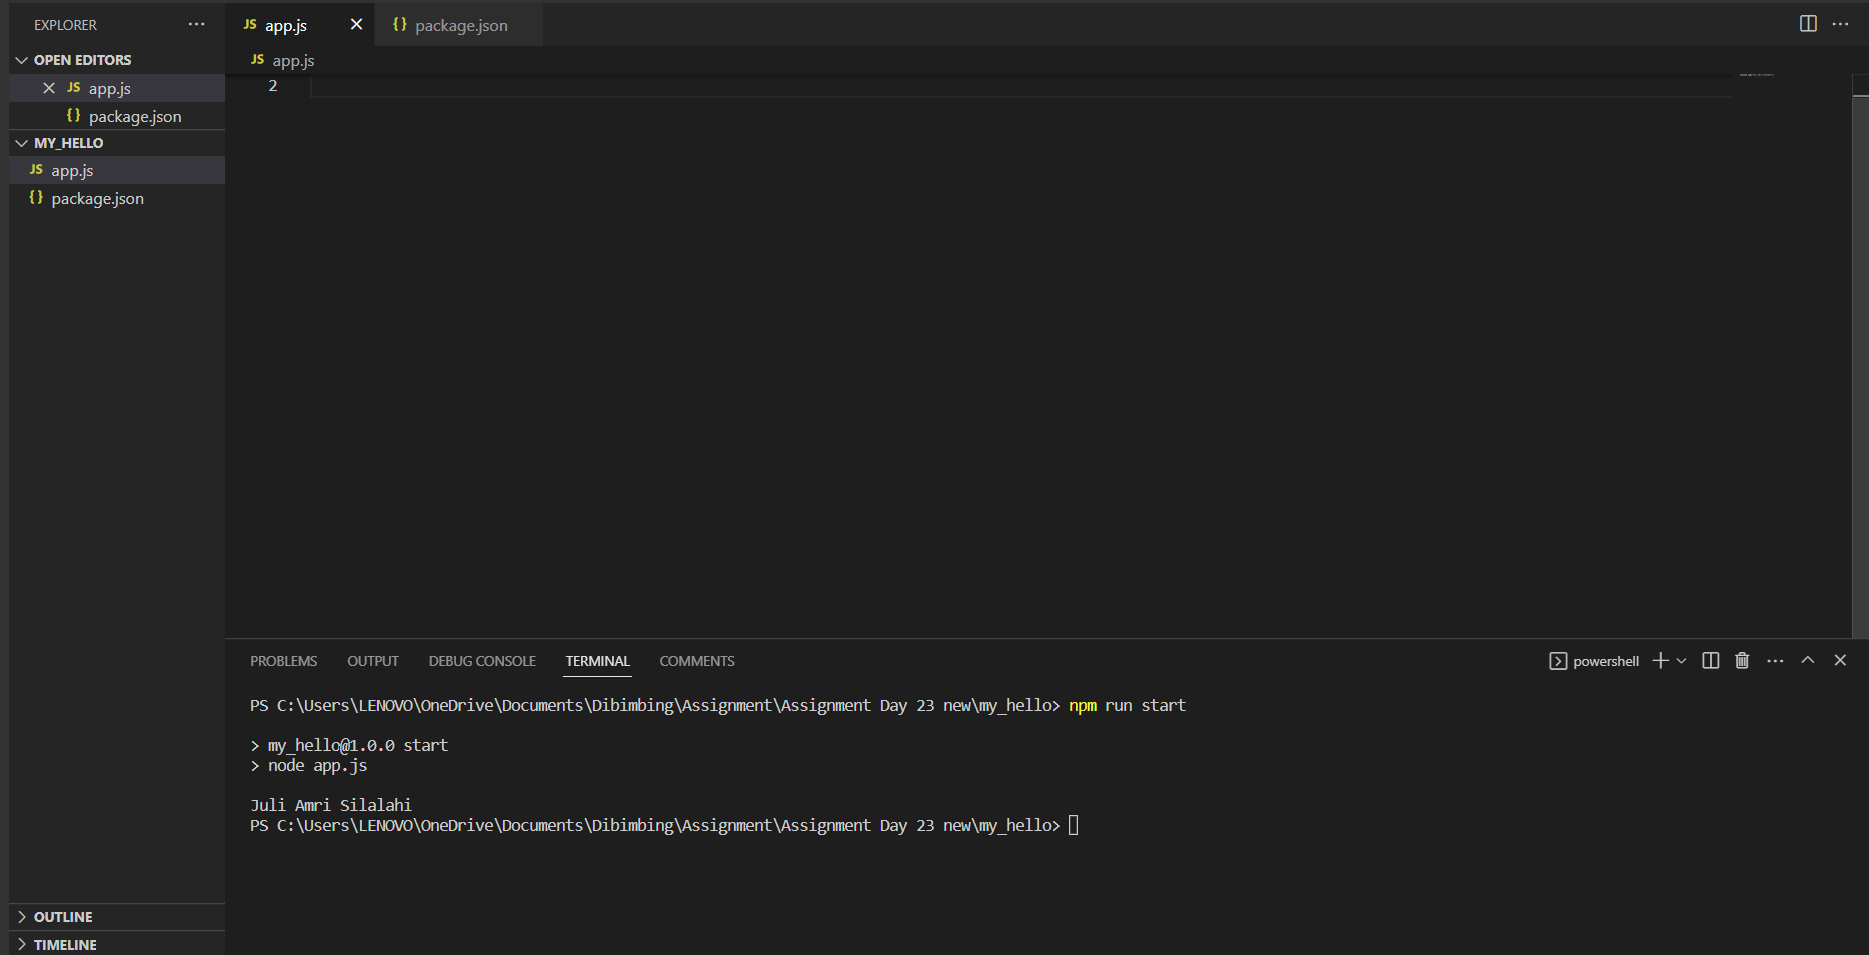 EXPLORER
OPEN EDITORS
JS app.js
{} package.json
MY_HELLO
JS app.js
{} package.json
OUTLINE
TIMELINE
JS app.js {} package.json
JS app.js
2
PROBLEMS OUTPUT DEBUG CONSOLE TERMINAL COMMENTS powershell
PS C:\Users\LENOVO\OneDrive\Documents\Dibimbing\Assignment\Assignment Day 23 new\my_hello> npm run start
> my_hello@1.0.0 start
> node app.js
Juli Amri Silalahi
PS C:\Users\LENOVO\OneDrive\Documents\Dibimbing\Assignment\Assignment Day 23 new\my_hello>